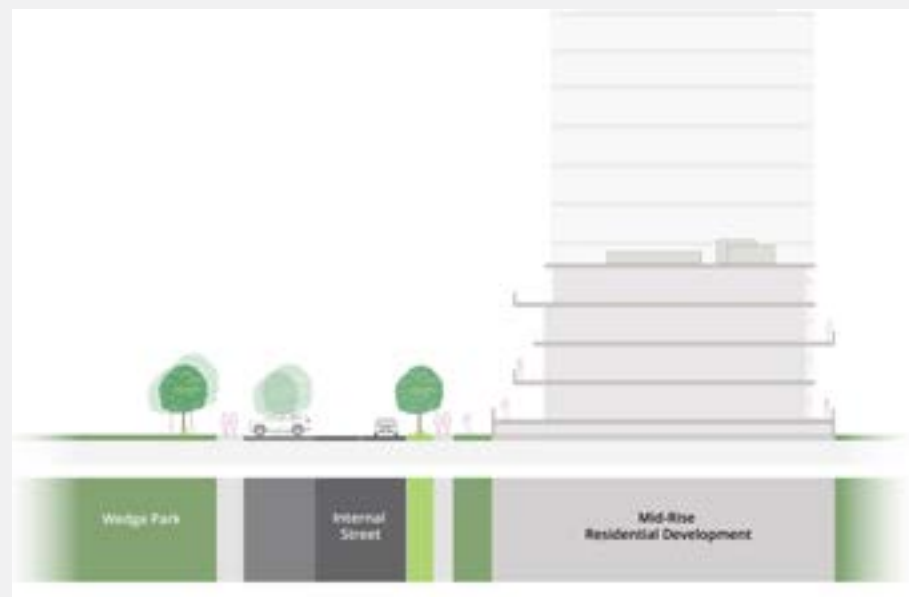 Wedge Park
Internal
Street
Mid-Rise
Residential Development